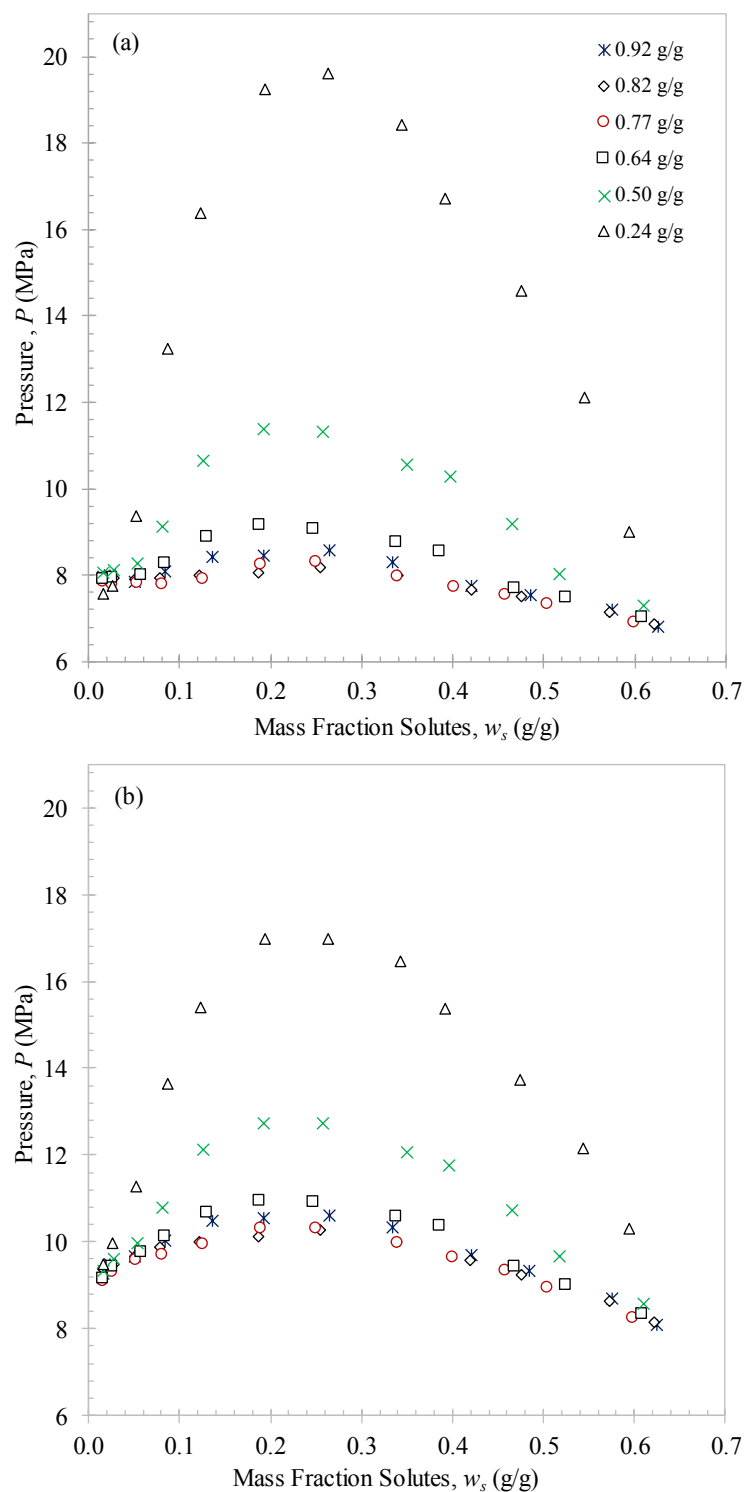 (a)
0.92 g/g
0.82 g/g
0.77 g/g
0.64 g/g
0.50 g/g
0.24 g/g
20
18
16
14
12
10
8
6
Pressure , P (MPa)
0.0 0.1 0.2 0.3 0.4 0.5 0.6 0.7
Mass Fraction Solutes, ws (g/g)
(b)
20
18
16
14
12
10
8
6
Pressure, P (MPa)
0.0 0.1 0.2 0.3 0.4 0.5 0.6 0.7
Mass Fraction Solutes, ws (g/g)